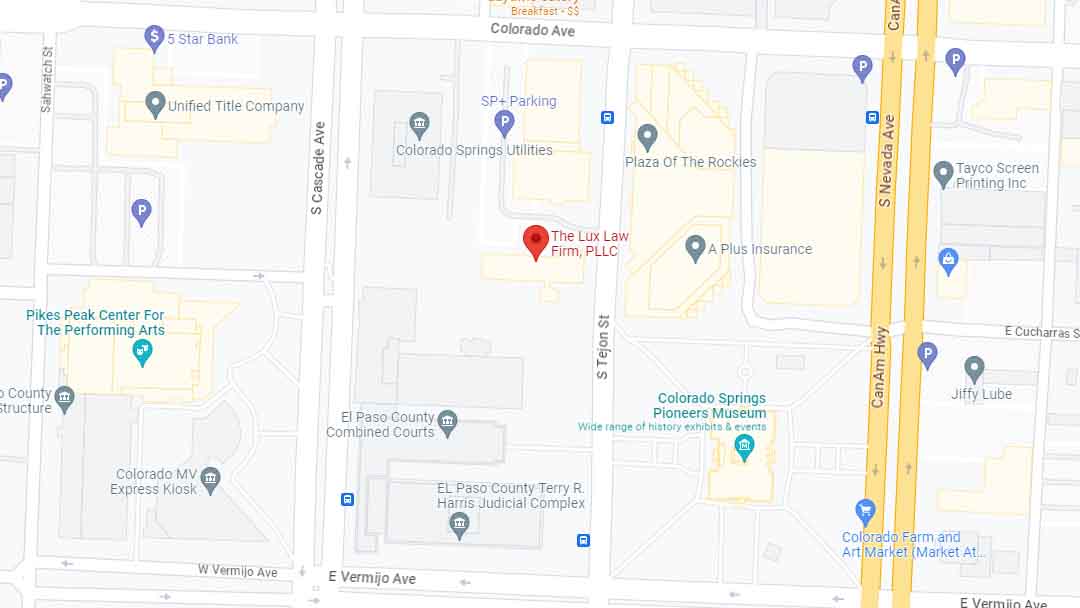 Breakfast · $$
Colorado Ave
CanA
5 Star Bank
Sahwatch St
Unified Title Company
SP+ Parking
Colorado Springs Utilities
S Cascade Ave
Plaza Of The Rockies
S Nevada Ave
Tayco Screen
Printing Inc
The Lux Law
Firm, PLLC
A Plus Insurance
Pikes Peak Center For
The Performing Arts
S Tejon St
E Cucharras S
CanAm Hwy
Jiffy Lube
o County
Structure
Colorado Springs
Pioneers Museum
Wide range of history exhibits & events
El Paso County
Combined Courts
Colorado MV
Express Kiosk
EL Paso County Terry R.
Harris Judicial Complex
Colorado Farm and
Art Market (Market At...
W Vermijo Ave
E Vermijo Ave
E Vermijo Ave